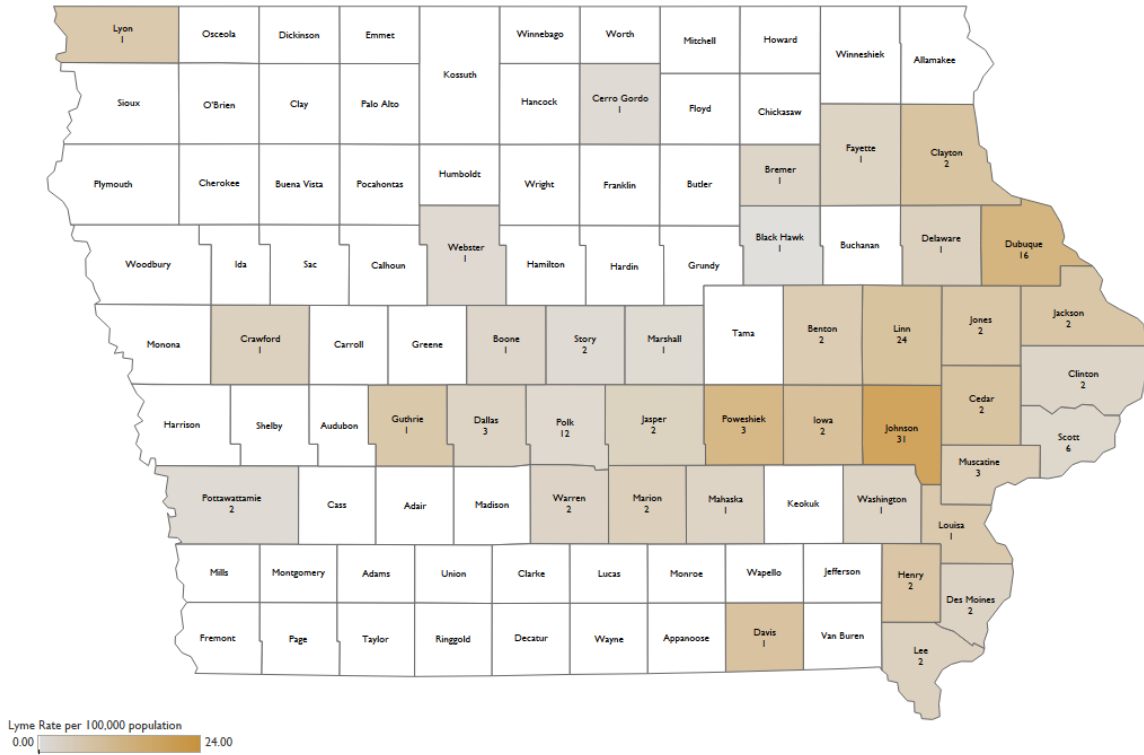 Lyon
1
Osceola
Dickinson
Emmet
Kossuth
Winnebago
Worth
Mitchell
Howard
Winneshiek
Allamakee
Sioux
O'Brien
Clay
Palo Alto
Hancock
Cerro Gordo
1
Floyd
Chickasaw
Fayette
1
Clayton
2
Plymouth
Cherokee
Buena Vista
Pocahontas
Humboldt
Wright
Franklin
Butler
Bremer
1
Woodbury
Ida
Sac
Calhoun
Webster
1
Hamilton
Hardin
Grundy
Black Hawk
1
Buchanan
Delaware
1
Dubuque
16
Monona
Crawford
1
Carroll
Greene
Boone
1
Story
2
Marshall
1
Tama
Benton
2
Linn
24
Jones
2
Jackson
2
Clinton
2
Harrison
Shelby
Audubon
Guthrie
1
Dallas
3
Polk
12
Jasper
2
Poweshiek
3
Iowa
2
Johnson
31
Cedar
2
Scott
6
Muscatine
3
Pottawattamie
2
Cass
Adair
Madison
Warren
2
Marion
2
Mahaska
1
Keokuk
Washington
1
Louisa
1
Mills
Montgomery
Adams
Union
Clarke
Lucas
Monroe
Wapello
Jefferson
Henry
2
Des Moines
2
Fremont
Page
Taylor
Ringgold
Decatur
Wayne
Appanoose
Davis
1
Van Buren
Lee
2
Lyme Rate per 100,000 population
0.00 24.00